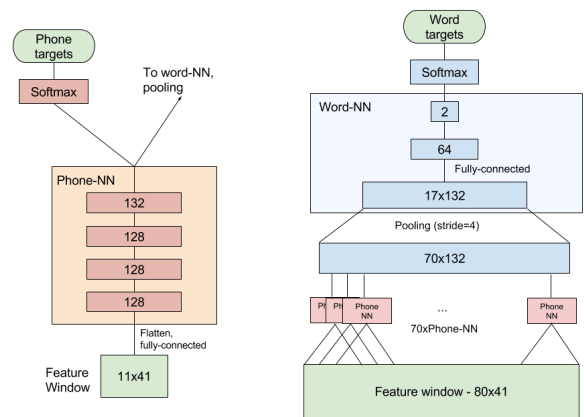 Phone
targets
Softmax
To word-NN,
pooling
Phone-NN
132
128
128
128
Flatten,
fully-connected
Feature
Window
11x41
Word
targets
Softmax
Word-NN
2
64
Fully-connected
17x132
Pooling (stride=4)
70x132
Ph
Ph
Phone
NN
...
Phone
NN
70xPhone-NN
Feature window - 80x41